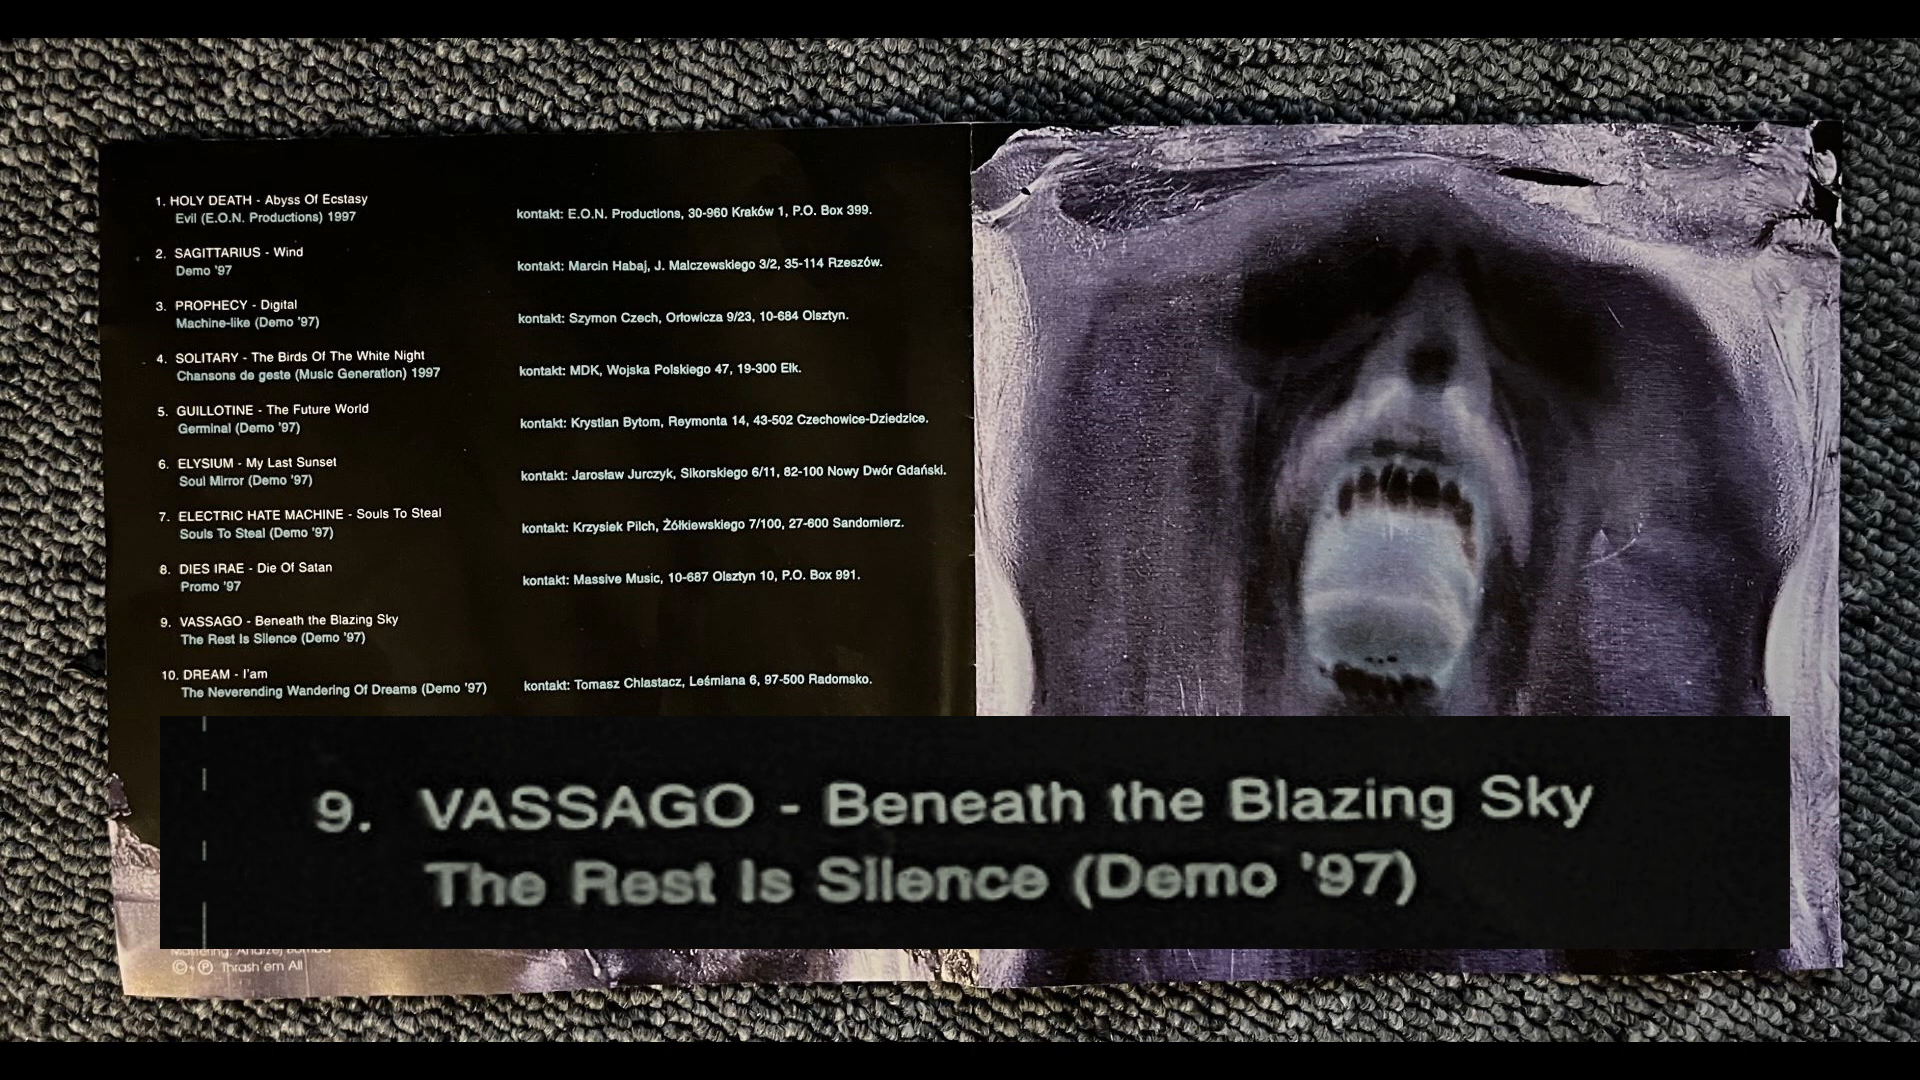 1. HOLY DEATH - Abyss Of Ecstasy
Evil (E.O.N. Productions) 1997
kontakt: E.O.N. Productions, 30-960 Kraków 1, P.O. Box 399.
2. SAGITTARIUS - Wind
Demo '97
kontakt: Marcin Habaj, J. Malczewskiego 3/2, 35-114 Rzeszów.
3. PROPHECY - Digital
Machine-like (Demo '97)
kontakt: Szymon Czech, Orłowicza 9/23, 10-684 Olsztyn.
4. SOLITARY - The Birds Of The White Night
Chansons de geste (Music Generation) 1997
kontakt: MDK, Wojska Polskiego 47, 19-300 Ełk.
5. GUILLOTINE - The Future World
Germinal (Demo '97)
kontakt: Krystian Bytom, Reymonta 14, 43-502 Czechowice-Dziedzice.
6. ELYSIUM - My Last Sunset
Soul Mirror (Demo '97)
kontakt: Jarosław Jurczyk, Sikorskiego 6/11, 82-100 Nowy Dwór Gdański.
7. ELECTRIC HATE MACHINE - Souls To Steal
Souls To Steal (Demo '97)
kontakt: Krzysiek Pilch, Żółkiewskiego 7/100, 27-600 Sandomierz.
8. DIES IRAE - Die Of Satan
Promo '97
kontakt: Massive Music, 10-687 Olsztyn 10, P.O. Box 991.
9. VASSAGO - Beneath the Blazing Sky
The Rest Is Silence (Demo '97)
10. DREAM - I'am
The Neverending Wandering Of Dreams (Demo '97)
kontakt: Tomasz Chlastacz, Leśmiana 6, 97-500 Radomsko.
9. VASSAGO - Beneath the Blazing Sky
The Rest Is Silence (Demo '97)
Mastering: Andrzej Bomba
©+℗ Thrash'em All